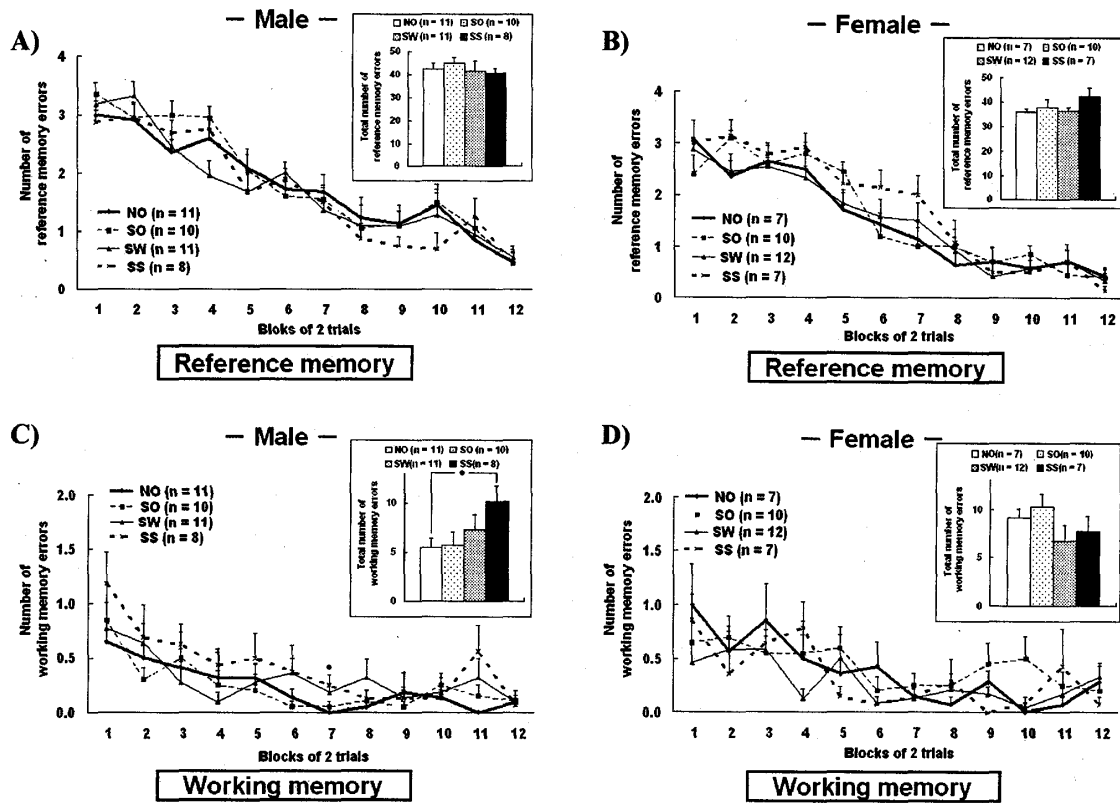 A)
— Male —
NO (n = 11) SO (n = 10)
SW (n = 11) SS (n = 8)
Total number of
reference memory errors
50
40
30
20
10
0
Number of
reference memory errors
4
3
2
1
0
NO (n = 11)
SO (n = 10)
SW (n = 11)
SS (n = 8)
1 2 3 4 5 6 7 8 9 10 11 12
Bloks of 2 trials
Reference memory
B)
— Female —
NO (n = 7) SO (n = 10)
SW (n = 12) SS (n = 7)
Total number of
reference memory errors
50
40
30
20
10
0
Number of
reference memory errors
4
3
2
1
0
NO (n = 7)
SO (n = 10)
SW (n = 12)
SS (n = 7)
1 2 3 4 5 6 7 8 9 10 11 12
Blocks of 2 trials
Reference memory
C)
— Male —
NO (n = 11) SO (n = 10)
SW (n = 11) SS (n = 8)
Total number of
working memory errors
10
5
0
Number of
working memory errors
2.0
1.5
1.0
0.5
0.0
NO (n = 11)
SO (n = 10)
SW (n = 11)
SS (n = 8)
1 2 3 4 5 6 7 8 9 10 11 12
Blocks of 2 trials
Working memory
D)
— Female —
NO (n = 7) SO (n = 10)
SW (n = 12) SS (n = 7)
Total number of
working memory errors
10
5
0
Number of
working memory errors
2.0
1.5
1.0
0.5
0.0
NO (n = 7)
SO (n = 10)
SW (n = 12)
SS (n = 7)
1 2 3 4 5 6 7 8 9 10 11 12
Blocks of 2 trials
Working memory